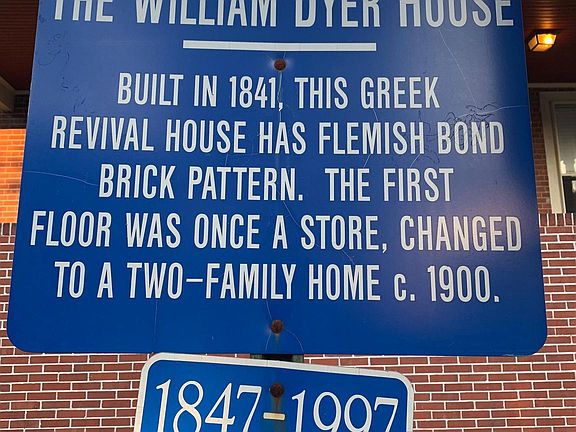 THE WILLIAM DYER HOUSE
BUILT IN 1841, THIS GREEK
REVIVAL HOUSE HAS FLEMISH BOND
BRICK PATTERN. THE FIRST
FLOOR WAS ONCE A STORE, CHANGED
TO A TWO-FAMILY HOME c. 1900.
1847-1997